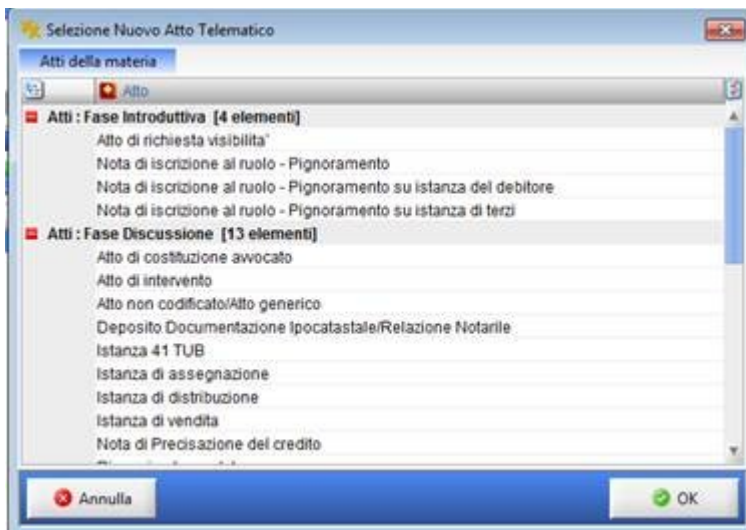 Selezione Nuovo Atto Telematico
Atti della materia
Atto
Atti : Fase Introduttiva [4 elementi]
Atto di richiesta visibilita'
Nota di iscrizione al ruolo - Pignoramento
Nota di iscrizione al ruolo - Pignoramento su istanza del debitore
Nota di iscrizione al ruolo - Pignoramento su istanza di terzi
Atti : Fase Discussione [13 elementi]
Atto di costituzione avvocato
Atto di intervento
Atto non codificato/Atto generico
Deposito Documentazione Ipocatastale/Relazione Notarile
Istanza 41 TUB
Istanza di assegnazione
Istanza di distribuzione
Istanza di vendita
Nota di Precisazione del credito
Annulla
OK